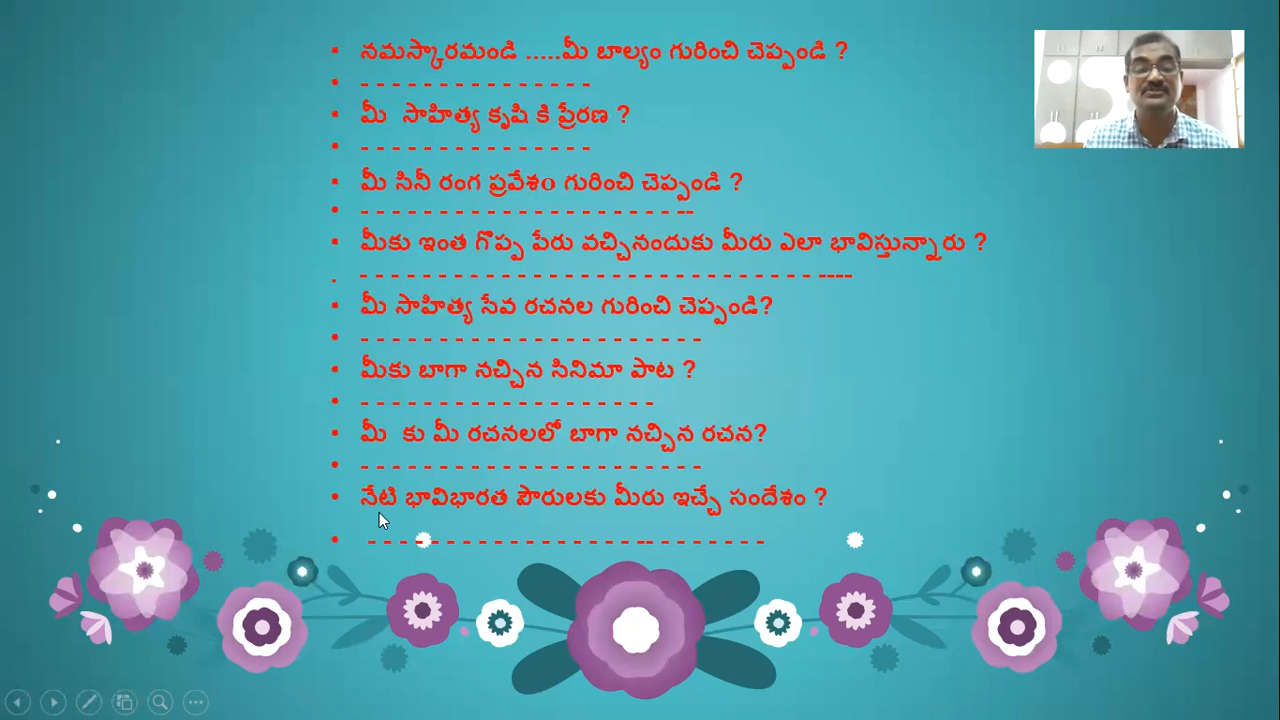 • నమస్కారమండి .....మీ బాల్యం గురించి చెప్పండి ?
• - - - - - - - - - - - - - - -
• మీ  సాహిత్య కృషి కి ప్రేరణ ?
• - - - - - - - - - - - - - - -
• మీ సినీ రంగ ప్రవేశం గురించి చెప్పండి ?
• - - - - - - - - - - - - - - - - - - - - --
• మీకు ఇంత గొప్ప పేరు వచ్చినందుకు మీరు ఎలా భావిస్తున్నారు ?
. - - - - - - - - - - - - - - - - - - - - - - - - - - - - - ----
• మీ సాహిత్య సేవ రచనల గురించి చెప్పండి?
• - - - - - - - - - - - - - - - - - - - - - -
• మీకు బాగా నచ్చిన సినిమా పాట ?
• - - - - - - - - - - - - - - - - - - -
• మీ  కు మీ రచనలలో బాగా నచ్చిన రచన?
• - - - - - - - - - - - - - - - - - - - - - -
• నేటి భావిభారత పౌరులకు మీరు ఇచ్చే సందేశం ?
• - - - - - - - - - - - - - - - - - -- - - - - - - -